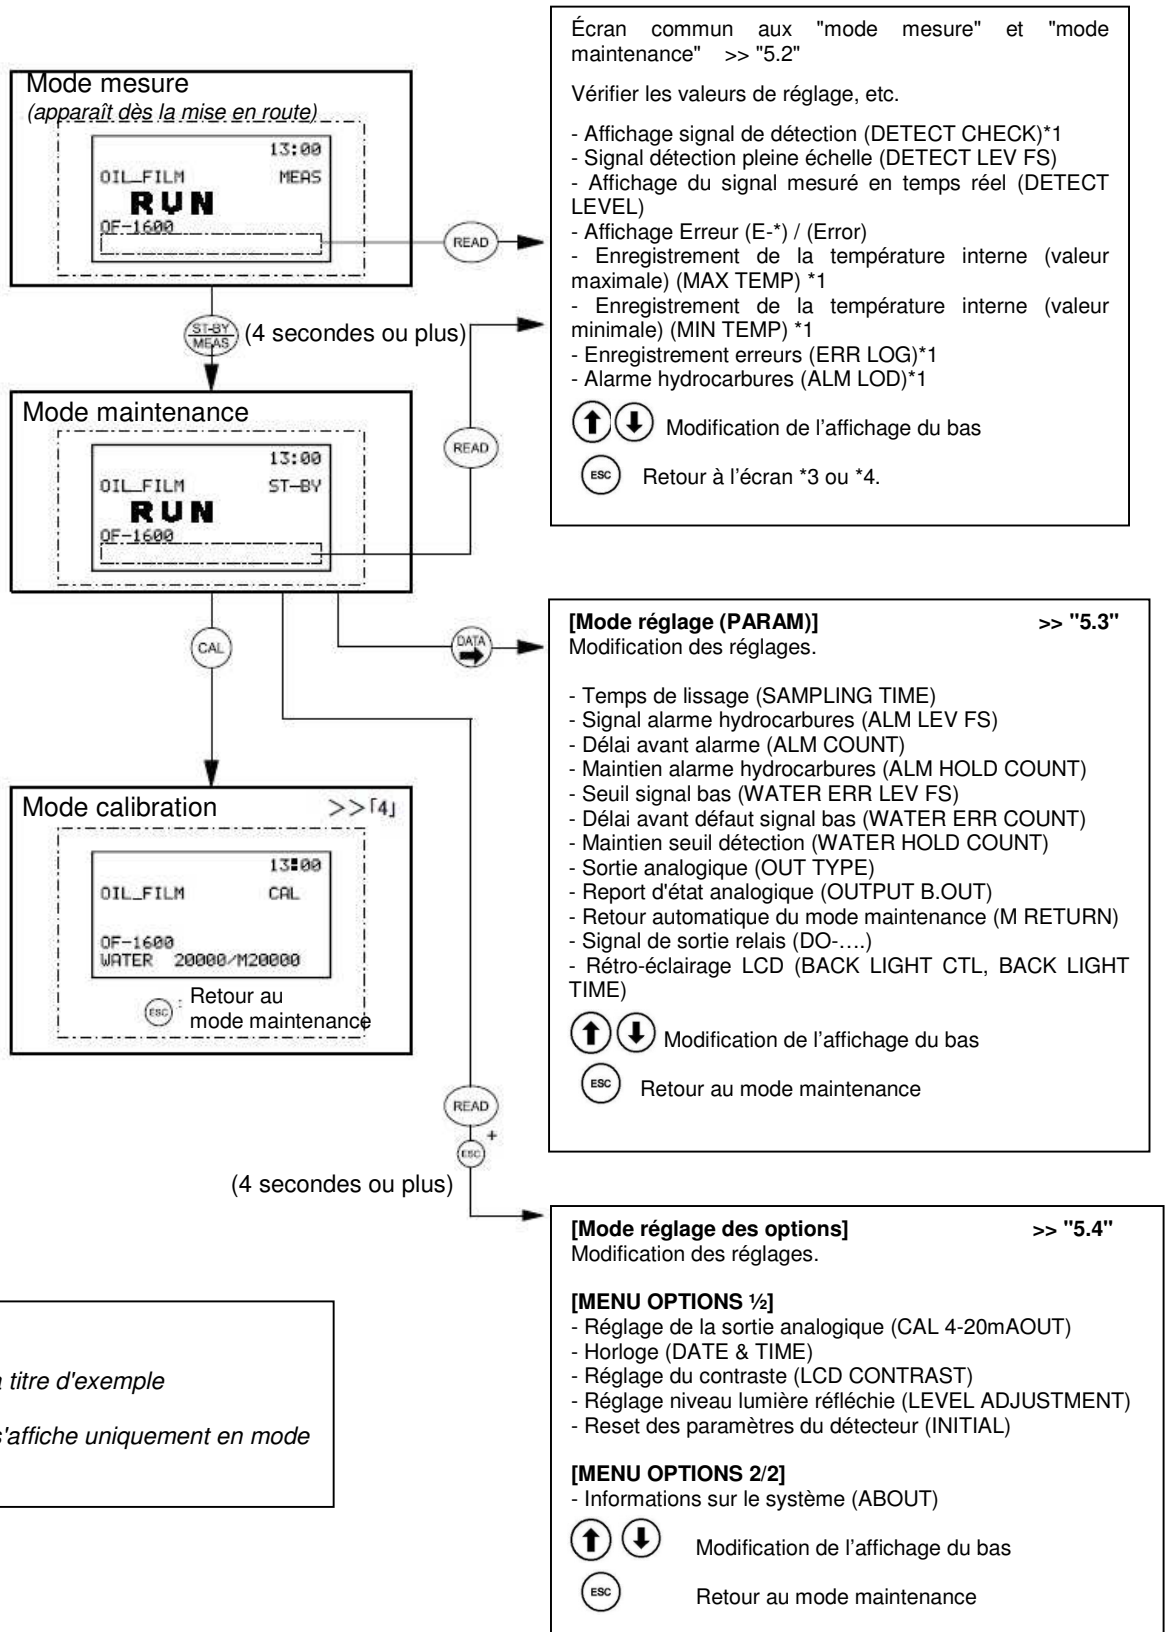 Mode mesure
(apparaît dès la mise en route)
13:00
OIL_FILM MEAS
RUN
OF-1600
READ
ST-BY
MEAS
(4 secondes ou plus)
Mode maintenance
13:00
OIL_FILM ST-BY
RUN
OF-1600
READ
CAL
DATA
Mode calibration >>「4」
13:00
OIL_FILM CAL
OF-1600
WATER 20000/M20000
ESC : Retour au
mode maintenance
READ
+
ESC
(4 secondes ou plus)
à titre d'exemple
s'affiche uniquement en mode
Écran commun aux "mode mesure" et "mode
maintenance" >> "5.2"
Vérifier les valeurs de réglage, etc.
- Affichage signal de détection (DETECT CHECK)*1
- Signal détection pleine échelle (DETECT LEV FS)
- Affichage du signal mesuré en temps réel (DETECT
LEVEL)
- Affichage Erreur (E-*) / (Error)
- Enregistrement de la température interne (valeur
maximale) (MAX TEMP) *1
- Enregistrement de la température interne (valeur
minimale) (MIN TEMP) *1
- Enregistrement erreurs (ERR LOG)*1
- Alarme hydrocarbures (ALM LOD)*1
Modification de l'affichage du bas
ESC Retour à l'écran *3 ou *4.
[Mode réglage (PARAM)] >> "5.3"
Modification des réglages.
- Temps de lissage (SAMPLING TIME)
- Signal alarme hydrocarbures (ALM LEV FS)
- Délai avant alarme (ALM COUNT)
- Maintien alarme hydrocarbures (ALM HOLD COUNT)
- Seuil signal bas (WATER ERR LEV FS)
- Délai avant défaut signal bas (WATER ERR COUNT)
- Maintien seuil détection (WATER HOLD COUNT)
- Sortie analogique (OUT TYPE)
- Report d'état analogique (OUTPUT B.OUT)
- Retour automatique du mode maintenance (M RETURN)
- Signal de sortie relais (DO-….)
- Rétro-éclairage LCD (BACK LIGHT CTL, BACK LIGHT
TIME)
Modification de l'affichage du bas
ESC Retour au mode maintenance
[Mode réglage des options] >> "5.4"
Modification des réglages.
[MENU OPTIONS ½]
- Réglage de la sortie analogique (CAL 4-20mAOUT)
- Horloge (DATE & TIME)
- Réglage du contraste (LCD CONTRAST)
- Réglage niveau lumière réfléchie (LEVEL ADJUSTMENT)
- Reset des paramètres du détecteur (INITIAL)
[MENU OPTIONS 2/2]
- Informations sur le système (ABOUT)
Modification de l'affichage du bas
ESC Retour au mode maintenance